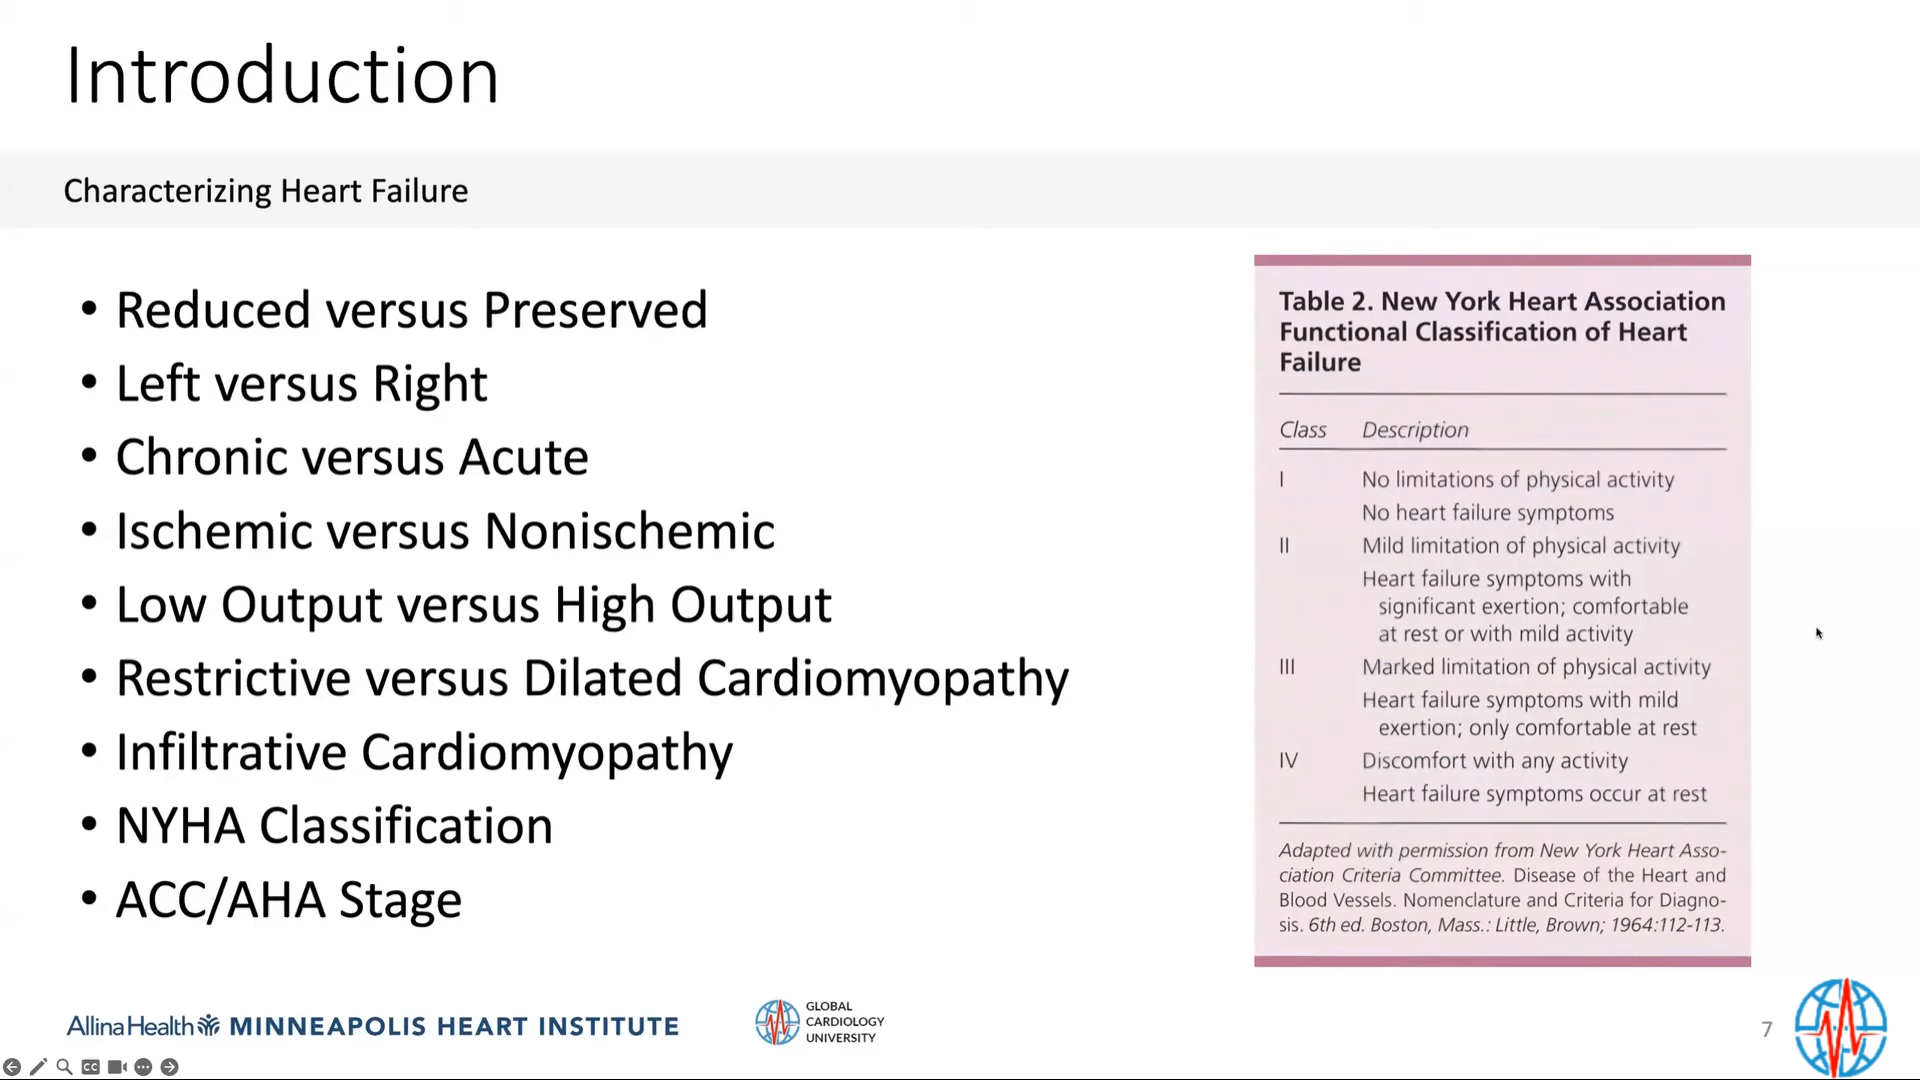 Introduction
Characterizing Heart Failure
• Reduced versus Preserved
• Left versus Right
• Chronic versus Acute
• Ischemic versus Nonischemic
• Low Output versus High Output
• Restrictive versus Dilated Cardiomyopathy
• Infiltrative Cardiomyopathy
• NYHA Classification
• ACC/AHA Stage
Table 2. New York Heart Association
Functional Classification of Heart
Failure
Class Description
I No limitations of physical activity
No heart failure symptoms
II Mild limitation of physical activity
Heart failure symptoms with
significant exertion; comfortable
at rest or with mild activity
III Marked limitation of physical activity
Heart failure symptoms with mild
exertion; only comfortable at rest
IV Discomfort with any activity
Heart failure symptoms occur at rest
Adapted with permission from New York Heart Asso-
ciation Criteria Committee. Disease of the Heart and
Blood Vessels. Nomenclature and Criteria for Diagno-
sis. 6th ed. Boston, Mass.: Little, Brown; 1964:112-113.
AllinaHealth MINNEAPOLIS HEART INSTITUTE
GLOBAL
CARDIOLOGY
UNIVERSITY
7
CC